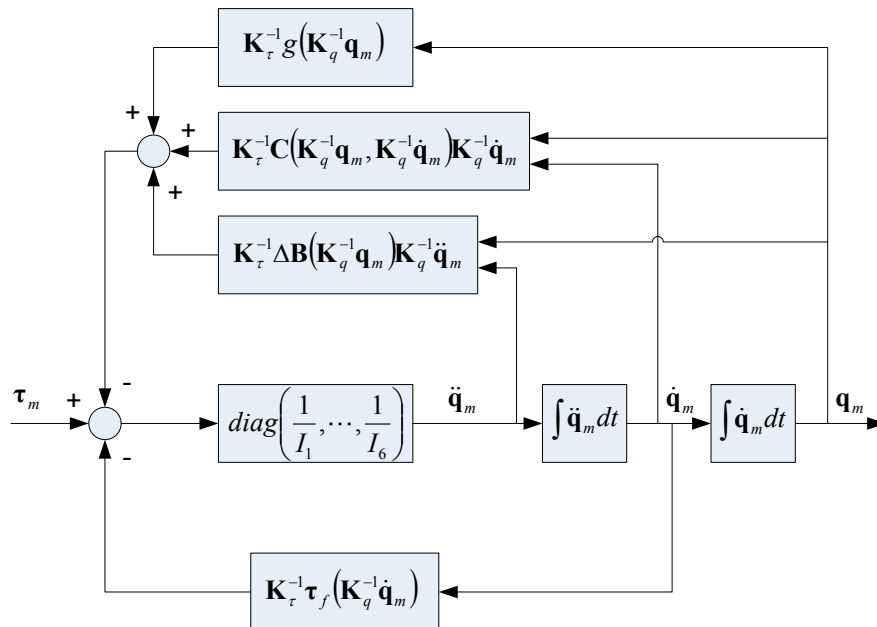 K_τ^{-1} g(K_q^{-1} q_m)
+
+
K_τ^{-1} C(K_q^{-1} q_m, K_q^{-1} q̇_m) K_q^{-1} q̇_m
+
K_τ^{-1} ΔB(K_q^{-1} q_m) K_q^{-1} q̈_m
τ_m
+
-
diag(1/I_1, ⋯, 1/I_6)
q̈_m
∫ q̈_m dt
q̇_m
∫ q̇_m dt
q_m
-
K_τ^{-1} τ_f(K_q^{-1} q̇_m)